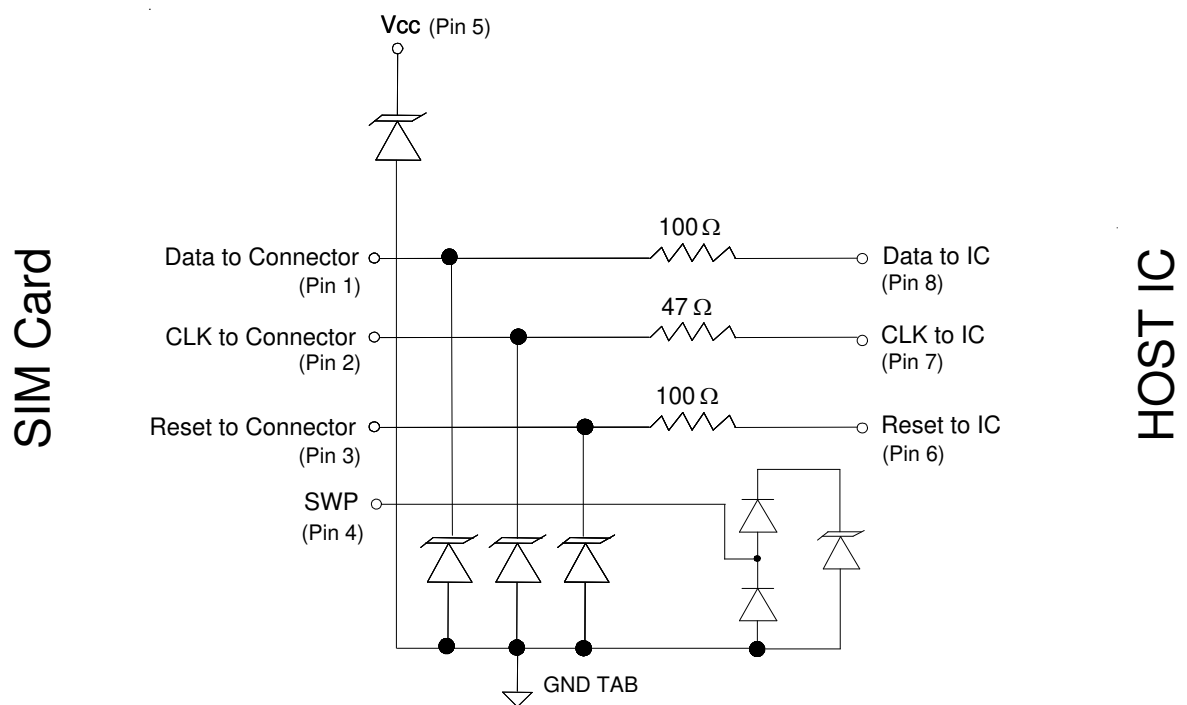 Vcc (Pin 5)
SIM Card
HOST IC
Data to Connector
(Pin 1)
100 Ω
Data to IC
(Pin 8)
CLK to Connector
(Pin 2)
47 Ω
CLK to IC
(Pin 7)
Reset to Connector
(Pin 3)
100 Ω
Reset to IC
(Pin 6)
SWP
(Pin 4)
GND TAB